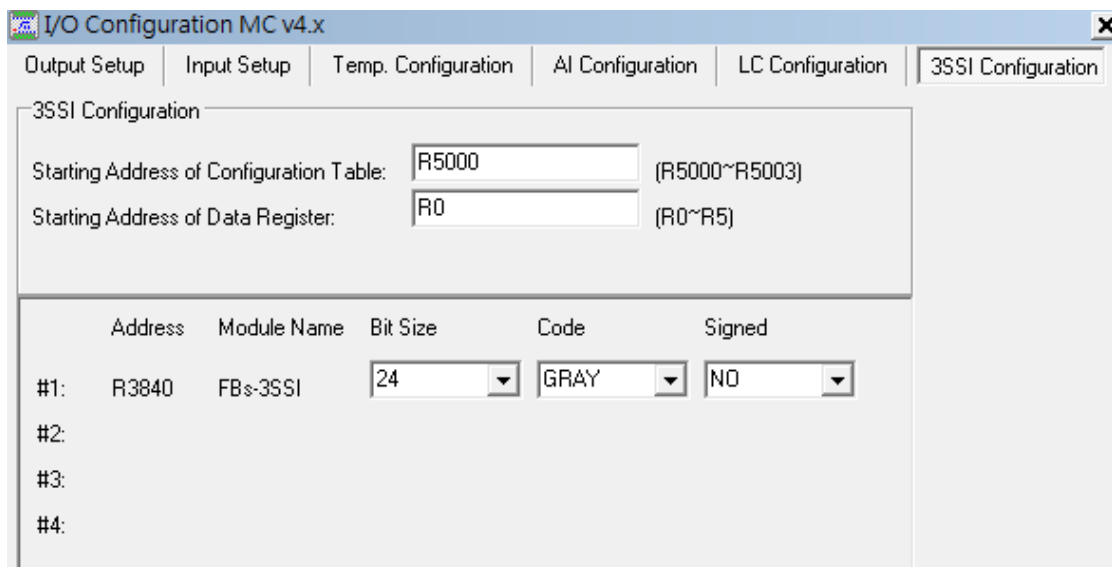 I/O Configuration MC v4.x
Output Setup Input Setup Temp. Configuration AI Configuration LC Configuration 3SSI Configuration
3SSI Configuration
Starting Address of Configuration Table: R5000 (R5000~R5003)
Starting Address of Data Register: R0 (R0~R5)
Address Module Name Bit Size Code Signed
#1: R3840 FBs-3SSI 24 GRAY NO
#2:
#3:
#4: